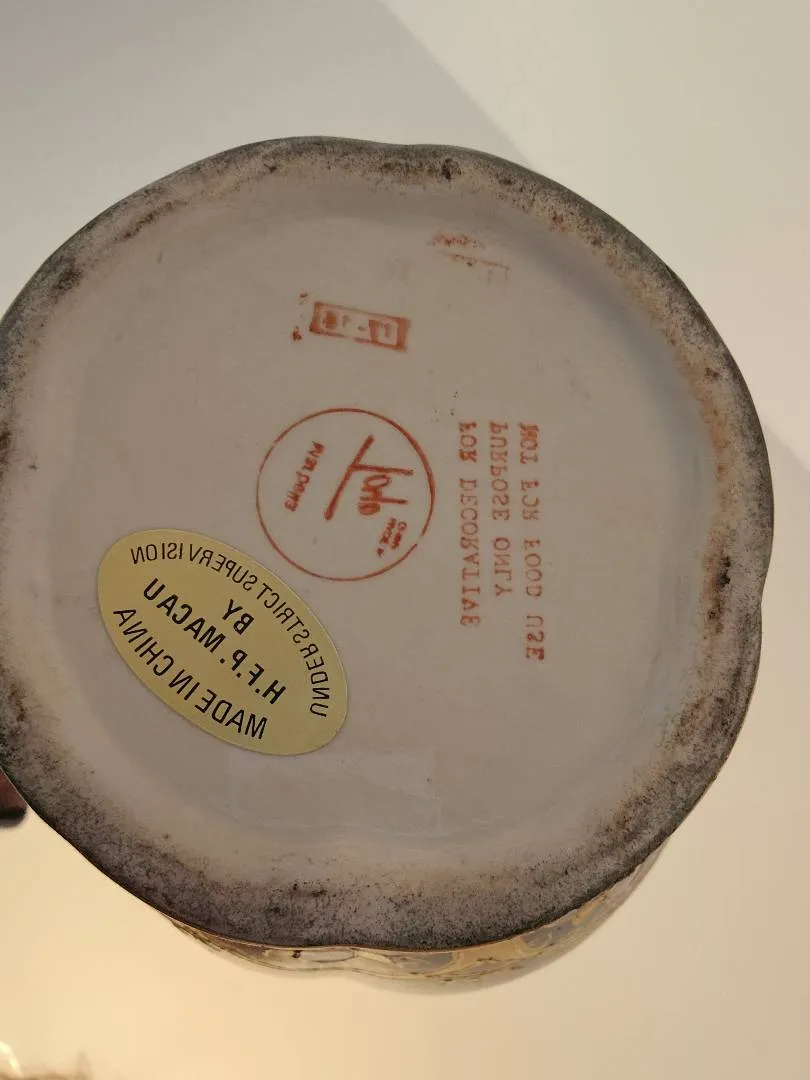 FOR DECORATIVE
PURPOSE ONLY
NOT FOR FOOD USE
UNDER STRICT SUPERVISION
BY
H.F.P. MACAU
MADE IN CHINA